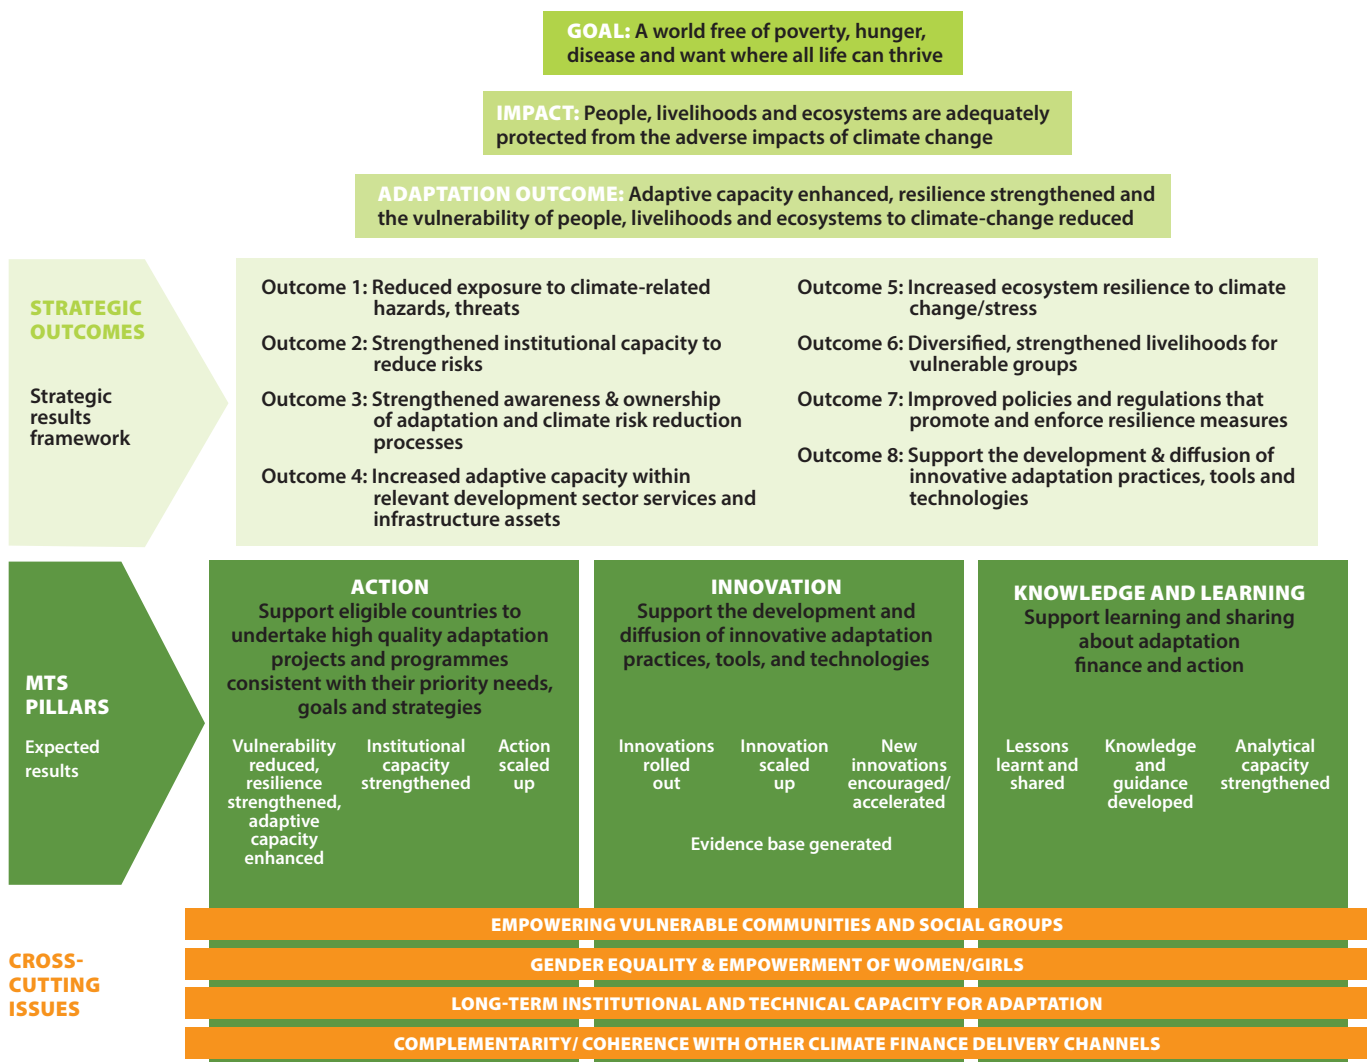 GOAL: A world free of poverty, hunger,
disease and want where all life can thrive
IMPACT: People, livelihoods and ecosystems are adequately
protected from the adverse impacts of climate change
ADAPTATION OUTCOME: Adaptive capacity enhanced, resilience strengthened and
the vulnerability of people, livelihoods and ecosystems to climate-change reduced
STRATEGIC
OUTCOMES
Strategic
results
framework
Outcome 1: Reduced exposure to climate-related
hazards, threats
Outcome 2: Strengthened institutional capacity to
reduce risks
Outcome 3: Strengthened awareness & ownership
of adaptation and climate risk reduction
processes
Outcome 4: Increased adaptive capacity within
relevant development sector services and
infrastructure assets
Outcome 5: Increased ecosystem resilience to climate
change/stress
Outcome 6: Diversified, strengthened livelihoods for
vulnerable groups
Outcome 7: Improved policies and regulations that
promote and enforce resilience measures
Outcome 8: Support the development & diffusion of
innovative adaptation practices, tools and
technologies
MTS
PILLARS
Expected
results
ACTION
Support eligible countries to
undertake high quality adaptation
projects and programmes
consistent with their priority needs,
goals and strategies
Vulnerability
reduced,
resilience
strengthened,
adaptive
capacity
enhanced
Institutional
capacity
strengthened
Action
scaled
up
INNOVATION
Support the development and
diffusion of innovative adaptation
practices, tools, and technologies
Innovations
rolled
out
Innovation
scaled
up
New
innovations
encouraged/
accelerated
Evidence base generated
KNOWLEDGE AND LEARNING
Support learning and sharing
about adaptation
finance and action
Lessons
learnt and
shared
Knowledge
and
guidance
developed
Analytical
capacity
strengthened
CROSS-
CUTTING
ISSUES
EMPOWERING VULNERABLE COMMUNITIES AND SOCIAL GROUPS
GENDER EQUALITY & EMPOWERMENT OF WOMEN/GIRLS
LONG-TERM INSTITUTIONAL AND TECHNICAL CAPACITY FOR ADAPTATION
COMPLEMENTARITY/ COHERENCE WITH OTHER CLIMATE FINANCE DELIVERY CHANNELS